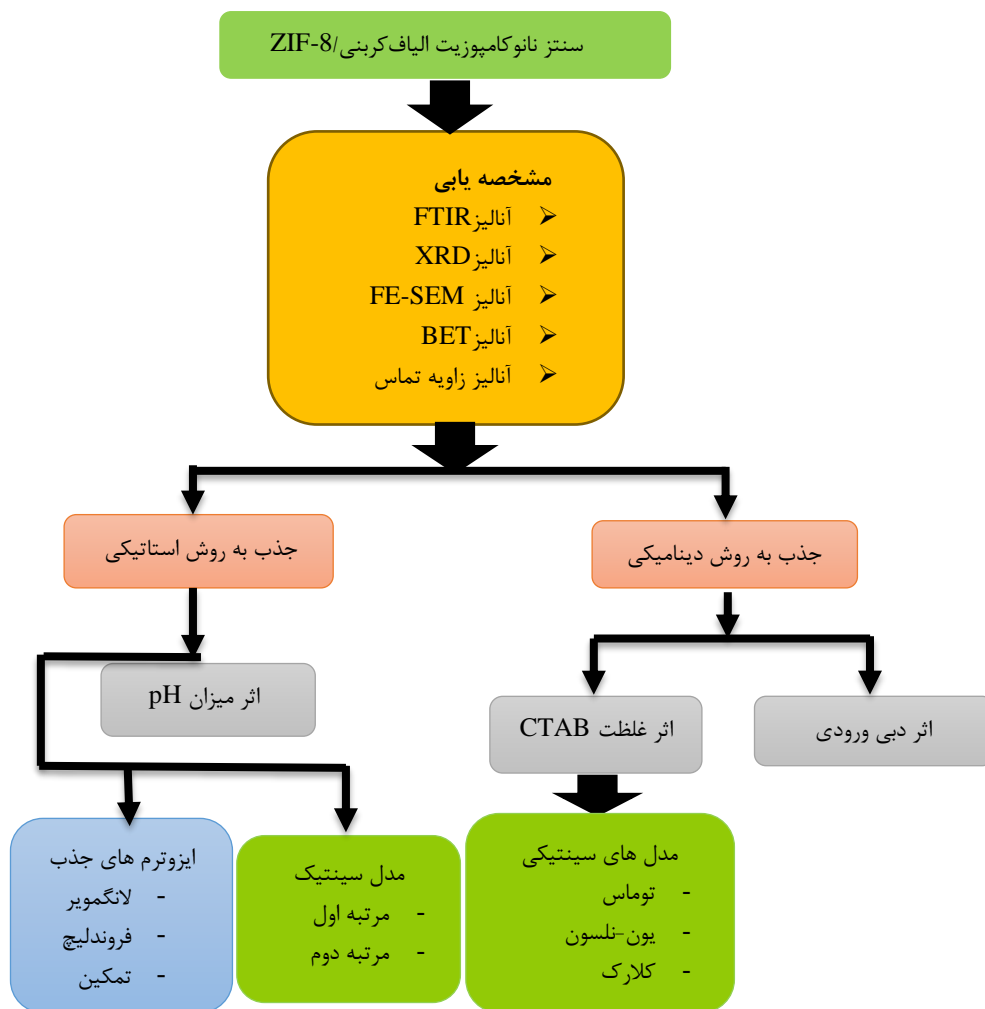 سنتز نانوکامپوزیت الیاف‌کربنی/ZIF-8
مشخصه یابی
⮚ آنالیزFTIR
⮚ آنالیزXRD
⮚ آنالیز FE-SEM
⮚ آنالیزBET
⮚ آنالیز زاویه تماس
جذب به روش دینامیکی
جذب به روش استاتیکی
اثر میزان pH
اثر دبی ورودی
اثر غلظت CTAB
مدل های سینتیکی
- توماس
- یون-نلسون
- کلارک
مدل سینتیک
- مرتبه اول
- مرتبه دوم
ایزوترم های جذب
- لانگمویر
- فروندلیچ
- تمکین